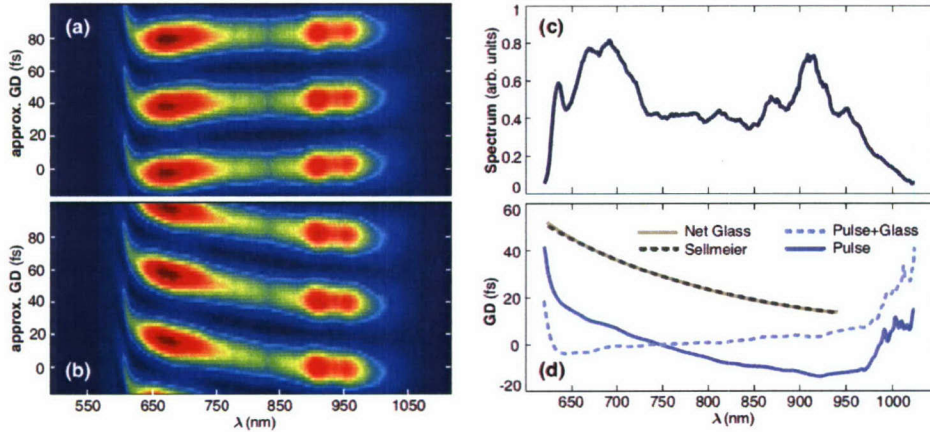 (a)
approx. GD (fs)
80
60
40
20
0
(b)
approx. GD (fs)
80
60
40
20
0
550
650
750
850
950
1050
λ (nm)
(c)
Spectrum (arb. units)
1
0.8
0.6
0.4
0.2
0
(d)
GD (fs)
60
40
20
0
-20
Net Glass
Sellmeier
Pulse+Glass
Pulse
650
700
750
800
850
900
950
1000
λ (nm)